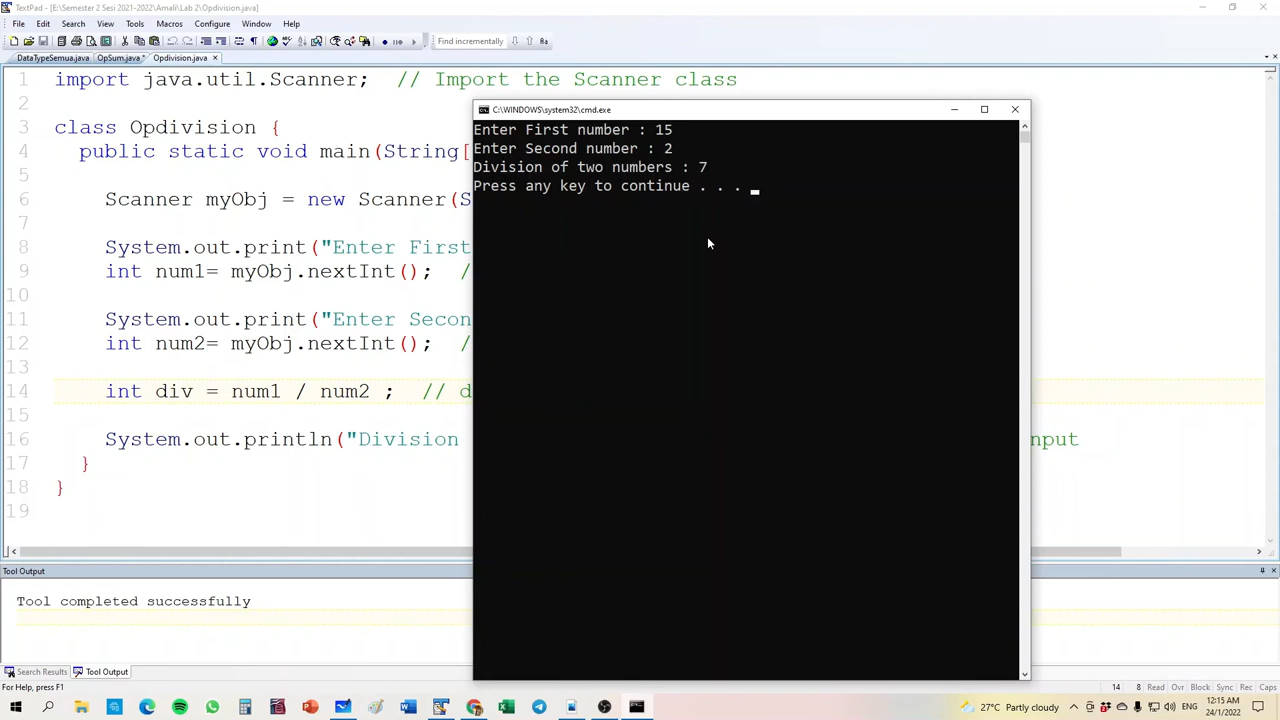 TextPad - [E:\Semester 2 Sesi 2021-2022\Amali\Lab 2\Opdivision.java]
File Edit Search View Tools Macros Configure Window Help
Find incrementally
DataTypeSemua.java OpSum.java * Opdivision.java
1 import java.util.Scanner; // Import the Scanner class
2
3 class Opdivision {
4 public static void main(String[
5
6 Scanner myObj = new Scanner(S
7
8 System.out.print("Enter First
9 int num1= myObj.nextInt(); /
10
11 System.out.print("Enter Secon
12 int num2= myObj.nextInt(); /
13
14 int div = num1 / num2 ; // d
15
16 System.out.println("Division nput
17 }
18 }
19
C:\WINDOWS\system32\cmd.exe
Enter First number : 15
Enter Second number : 2
Division of two numbers : 7
Press any key to continue . . .
Tool Output
Tool completed successfully
Search Results Tool Output
For Help, press F1
14 8 Read Ovr Block Sync Rec Caps
27°C Partly cloudy
ENG
12:15 AM
24/1/2022